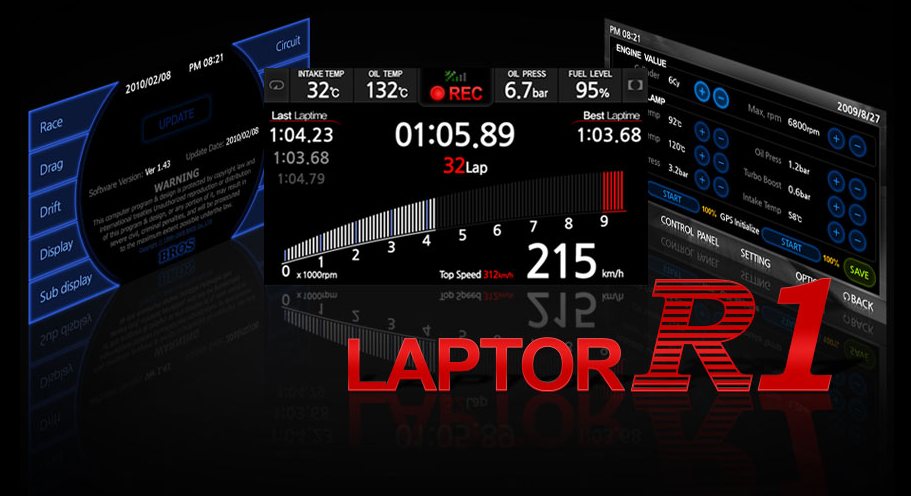 Race
Drag
Drift
Display
Sub display
Circuit
2010/02/08 PM 08:21
UPDATE
Software Version: Ver 1.43 Update Date: 2010/02/08
WARNING
This computer program & design is protected by copyright law and
international treaties Unauthorized reproduction or distribution
of this program & design, or any portion of it, may result in
severe civil, criminal penalties, and will be prosecuted
to the maximum extent possible under the law.
BROS
INTAKE TEMP
32℃
OIL TEMP
132℃
REC
OIL PRESS
6.7bar
FUEL LEVEL
95%
Last Laptime
1:04.23
1:03.68
1:04.79
01:05.89
32Lap
Best Laptime
1:03.68
0 1 2 3 4 5 6 7 8 9
x 1000rpm
Top Speed 312km/h
215 km/h
PM 08:21
2009/8/27
ENGINE VALUE
6Cy
Max, rpm 6800rpm
92℃
Oil Press 1.2bar
120℃
Turbo Boost 0.6bar
3.2bar
Intake Temp 58℃
START 100% GPS Initialize START 100% SAVE
CONTROL PANEL SETTING BACK
LAPTOR R1